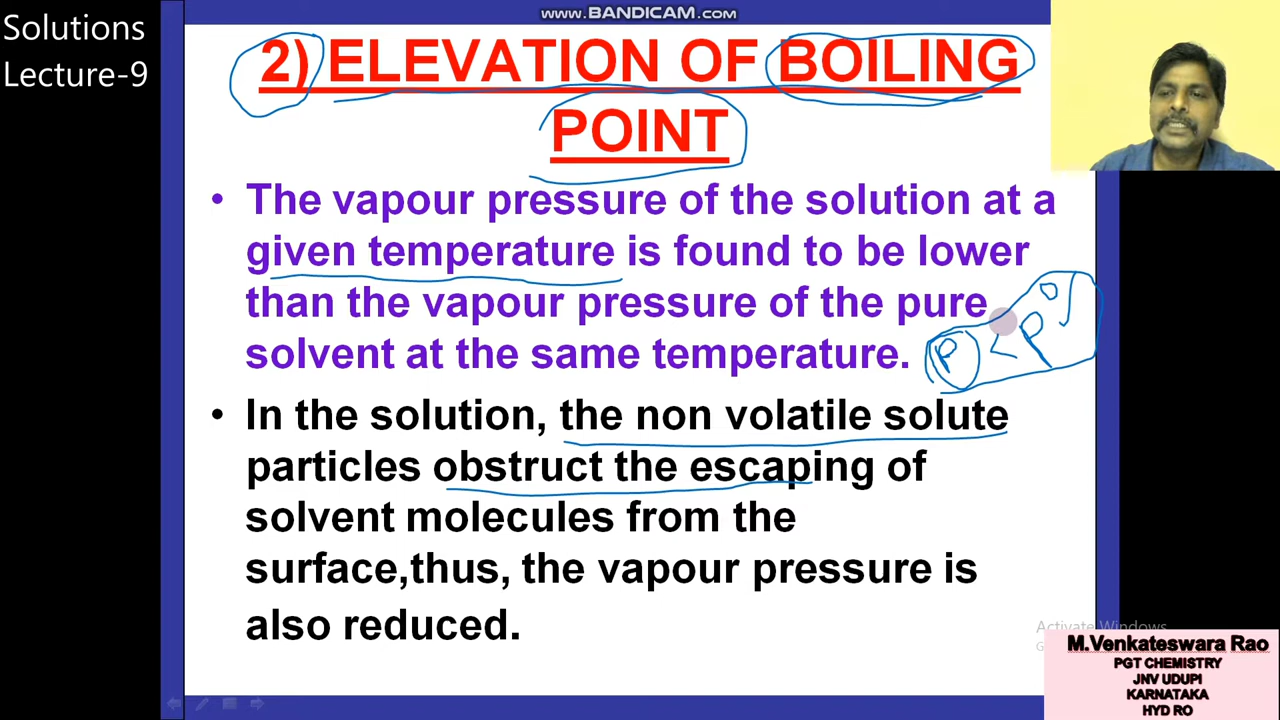 www.BANDICAM.com
Solutions
Lecture-9
2) ELEVATION OF BOILING
POINT
• The vapour pressure of the solution at a
given temperature is found to be lower
than the vapour pressure of the pure
solvent at the same temperature.
P < P°
• In the solution, the non volatile solute
particles obstruct the escaping of
solvent molecules from the
surface,thus, the vapour pressure is
also reduced.
Activate Windows
M.Venkateswara Rao
PGT CHEMISTRY
JNV UDUPI
KARNATAKA
HYD RO